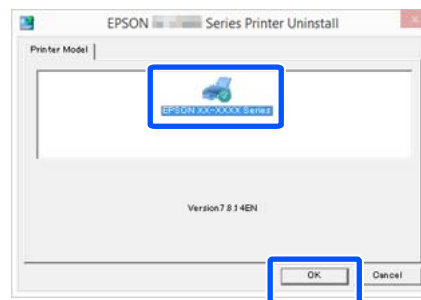 EPSON Series Printer Uninstall
Printer Model
EPSON XX-XXXX Series
Version7.8.14EN
OK
Cancel